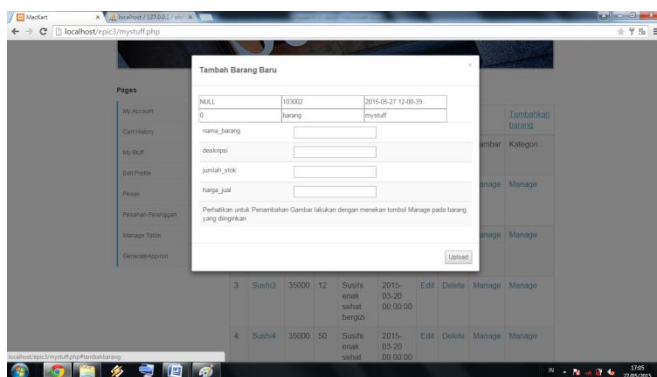 MacKart
localhost / 127.0.0.1 / sto
localhost/epic3/mystuff.php
Tambah Barang Baru
×
NULL 103002 2015-05-27 12-00-39
0 barang mystuff
nama_barang
deskripsi
jumlah_stok
harga_jual
Perhatikan untuk Penambahan Gambar lakukan dengan menekan tombol Manage pada barang
yang diinginkan
Upload
Pages
My Account
Cart History
My Stuff
Edit Profile
Pesan
Pesanan Pelanggan
Manage Table
Tambahkan
barang
ambar Kategori
anage Manage
anage Manage
3 Sushi3 35000 12 Sushi enak sehat bergizi 2015-03-20 00:00:00 Edit Delete Manage Manage
4 Sushi4 35000 50 Sushi enak sehat 2015-03-20 00:00:00 Edit Delete Manage Manage
localhost/epic3/mystuff.php#tambahbarang
IN
17:05
27/05/2015